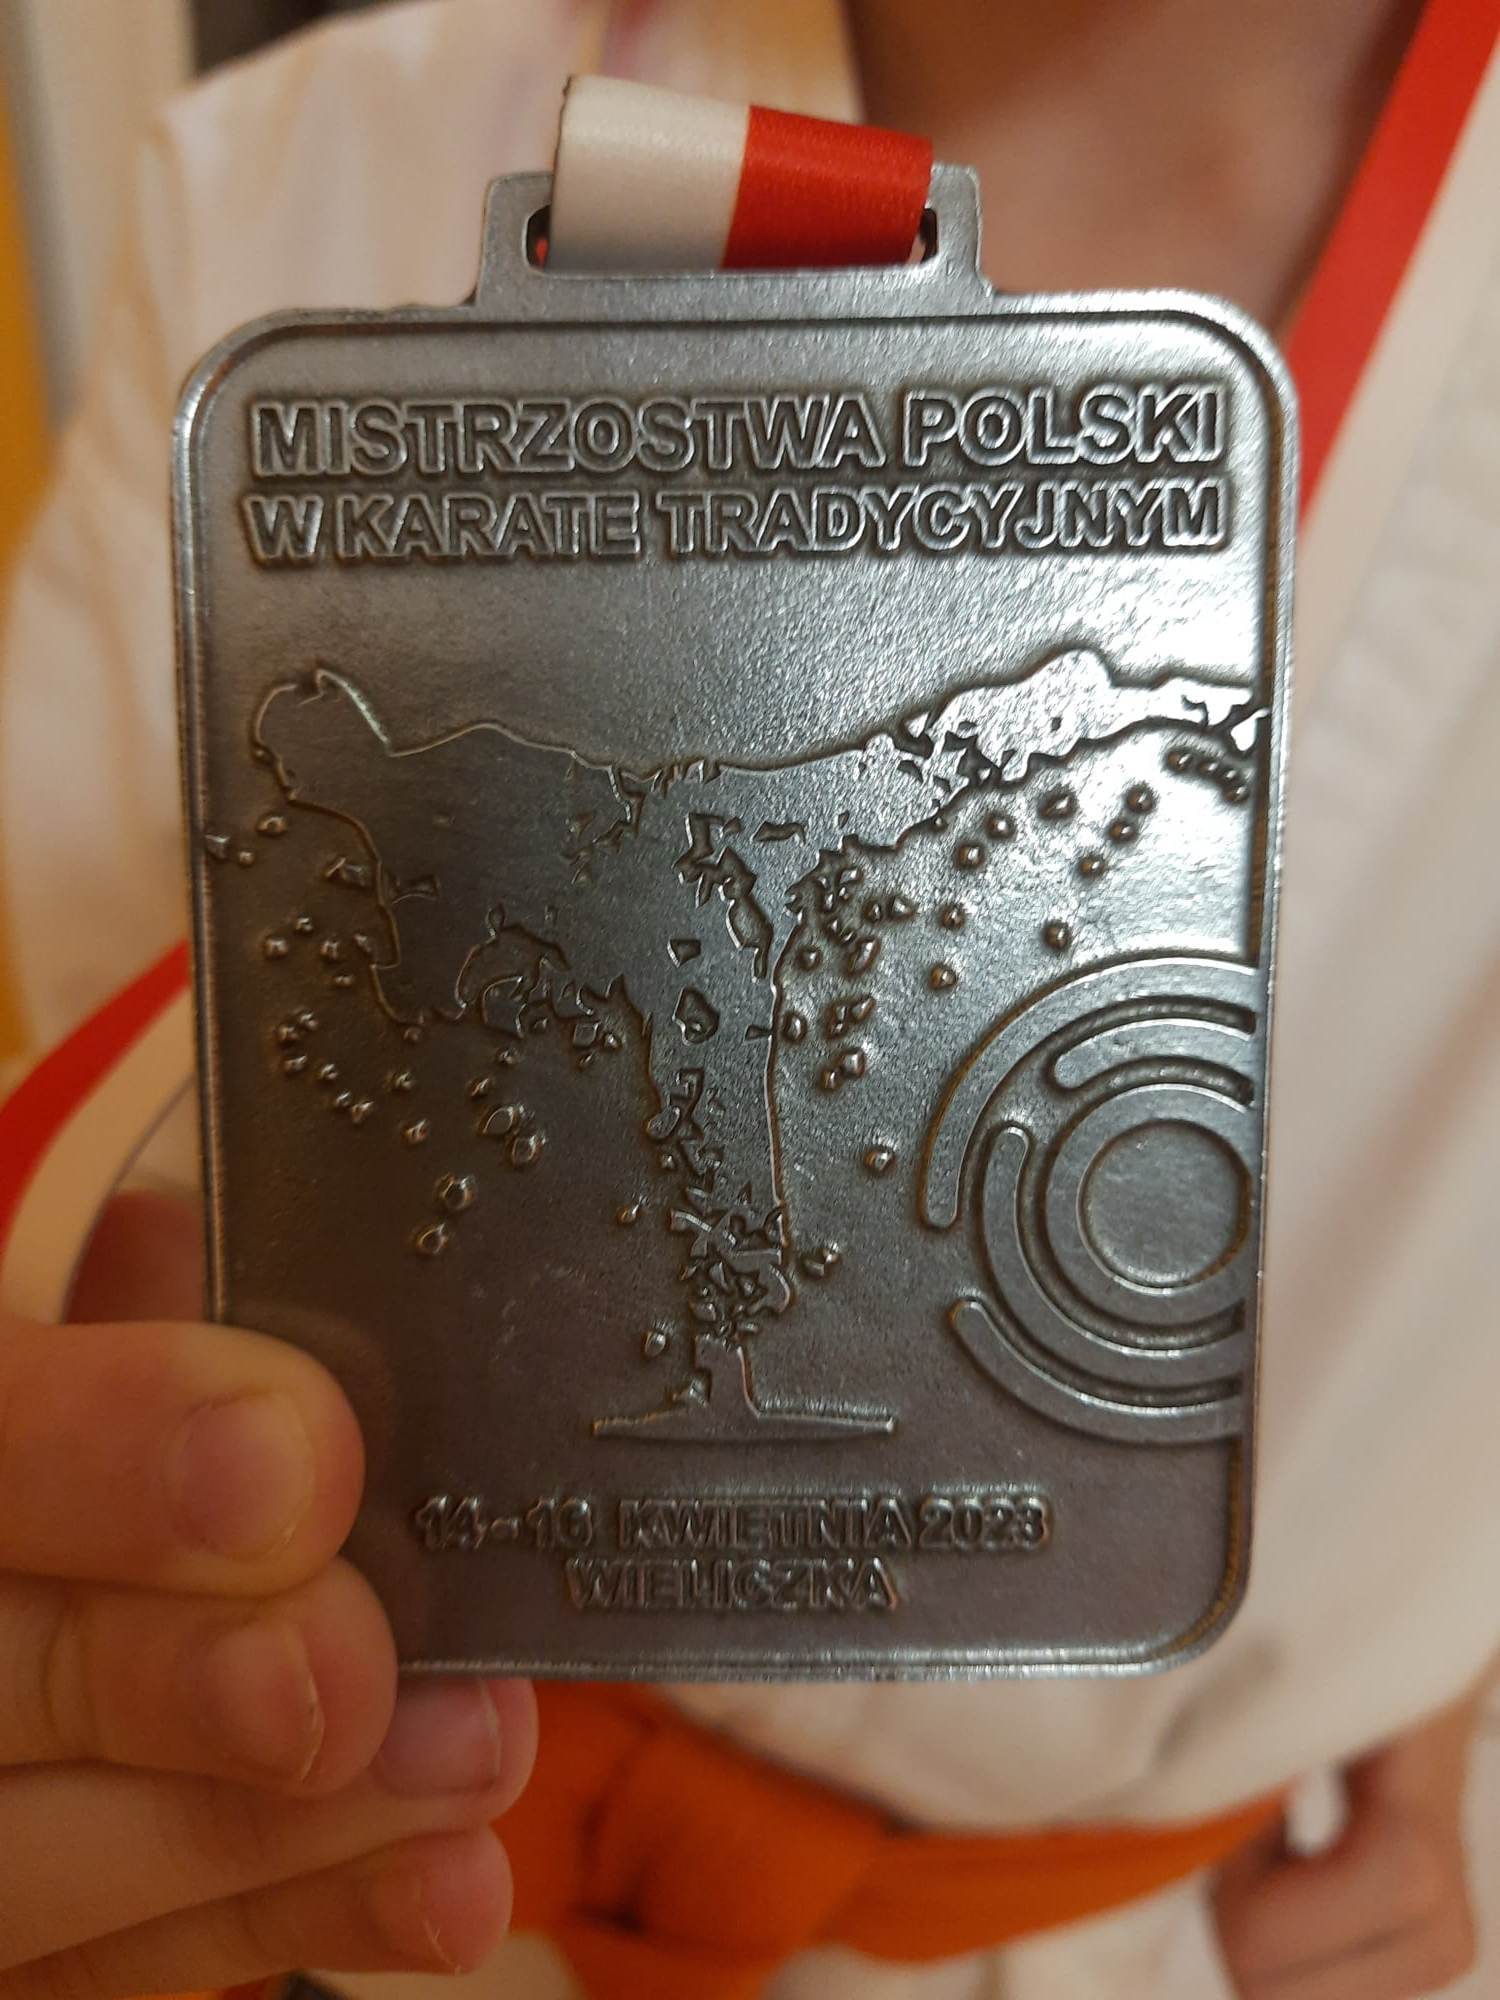 MISTRZOSTWA POLSKI
W KARATE TRADYCYJNYM
14-16 KWIETNIA 2023
WIELICZKA